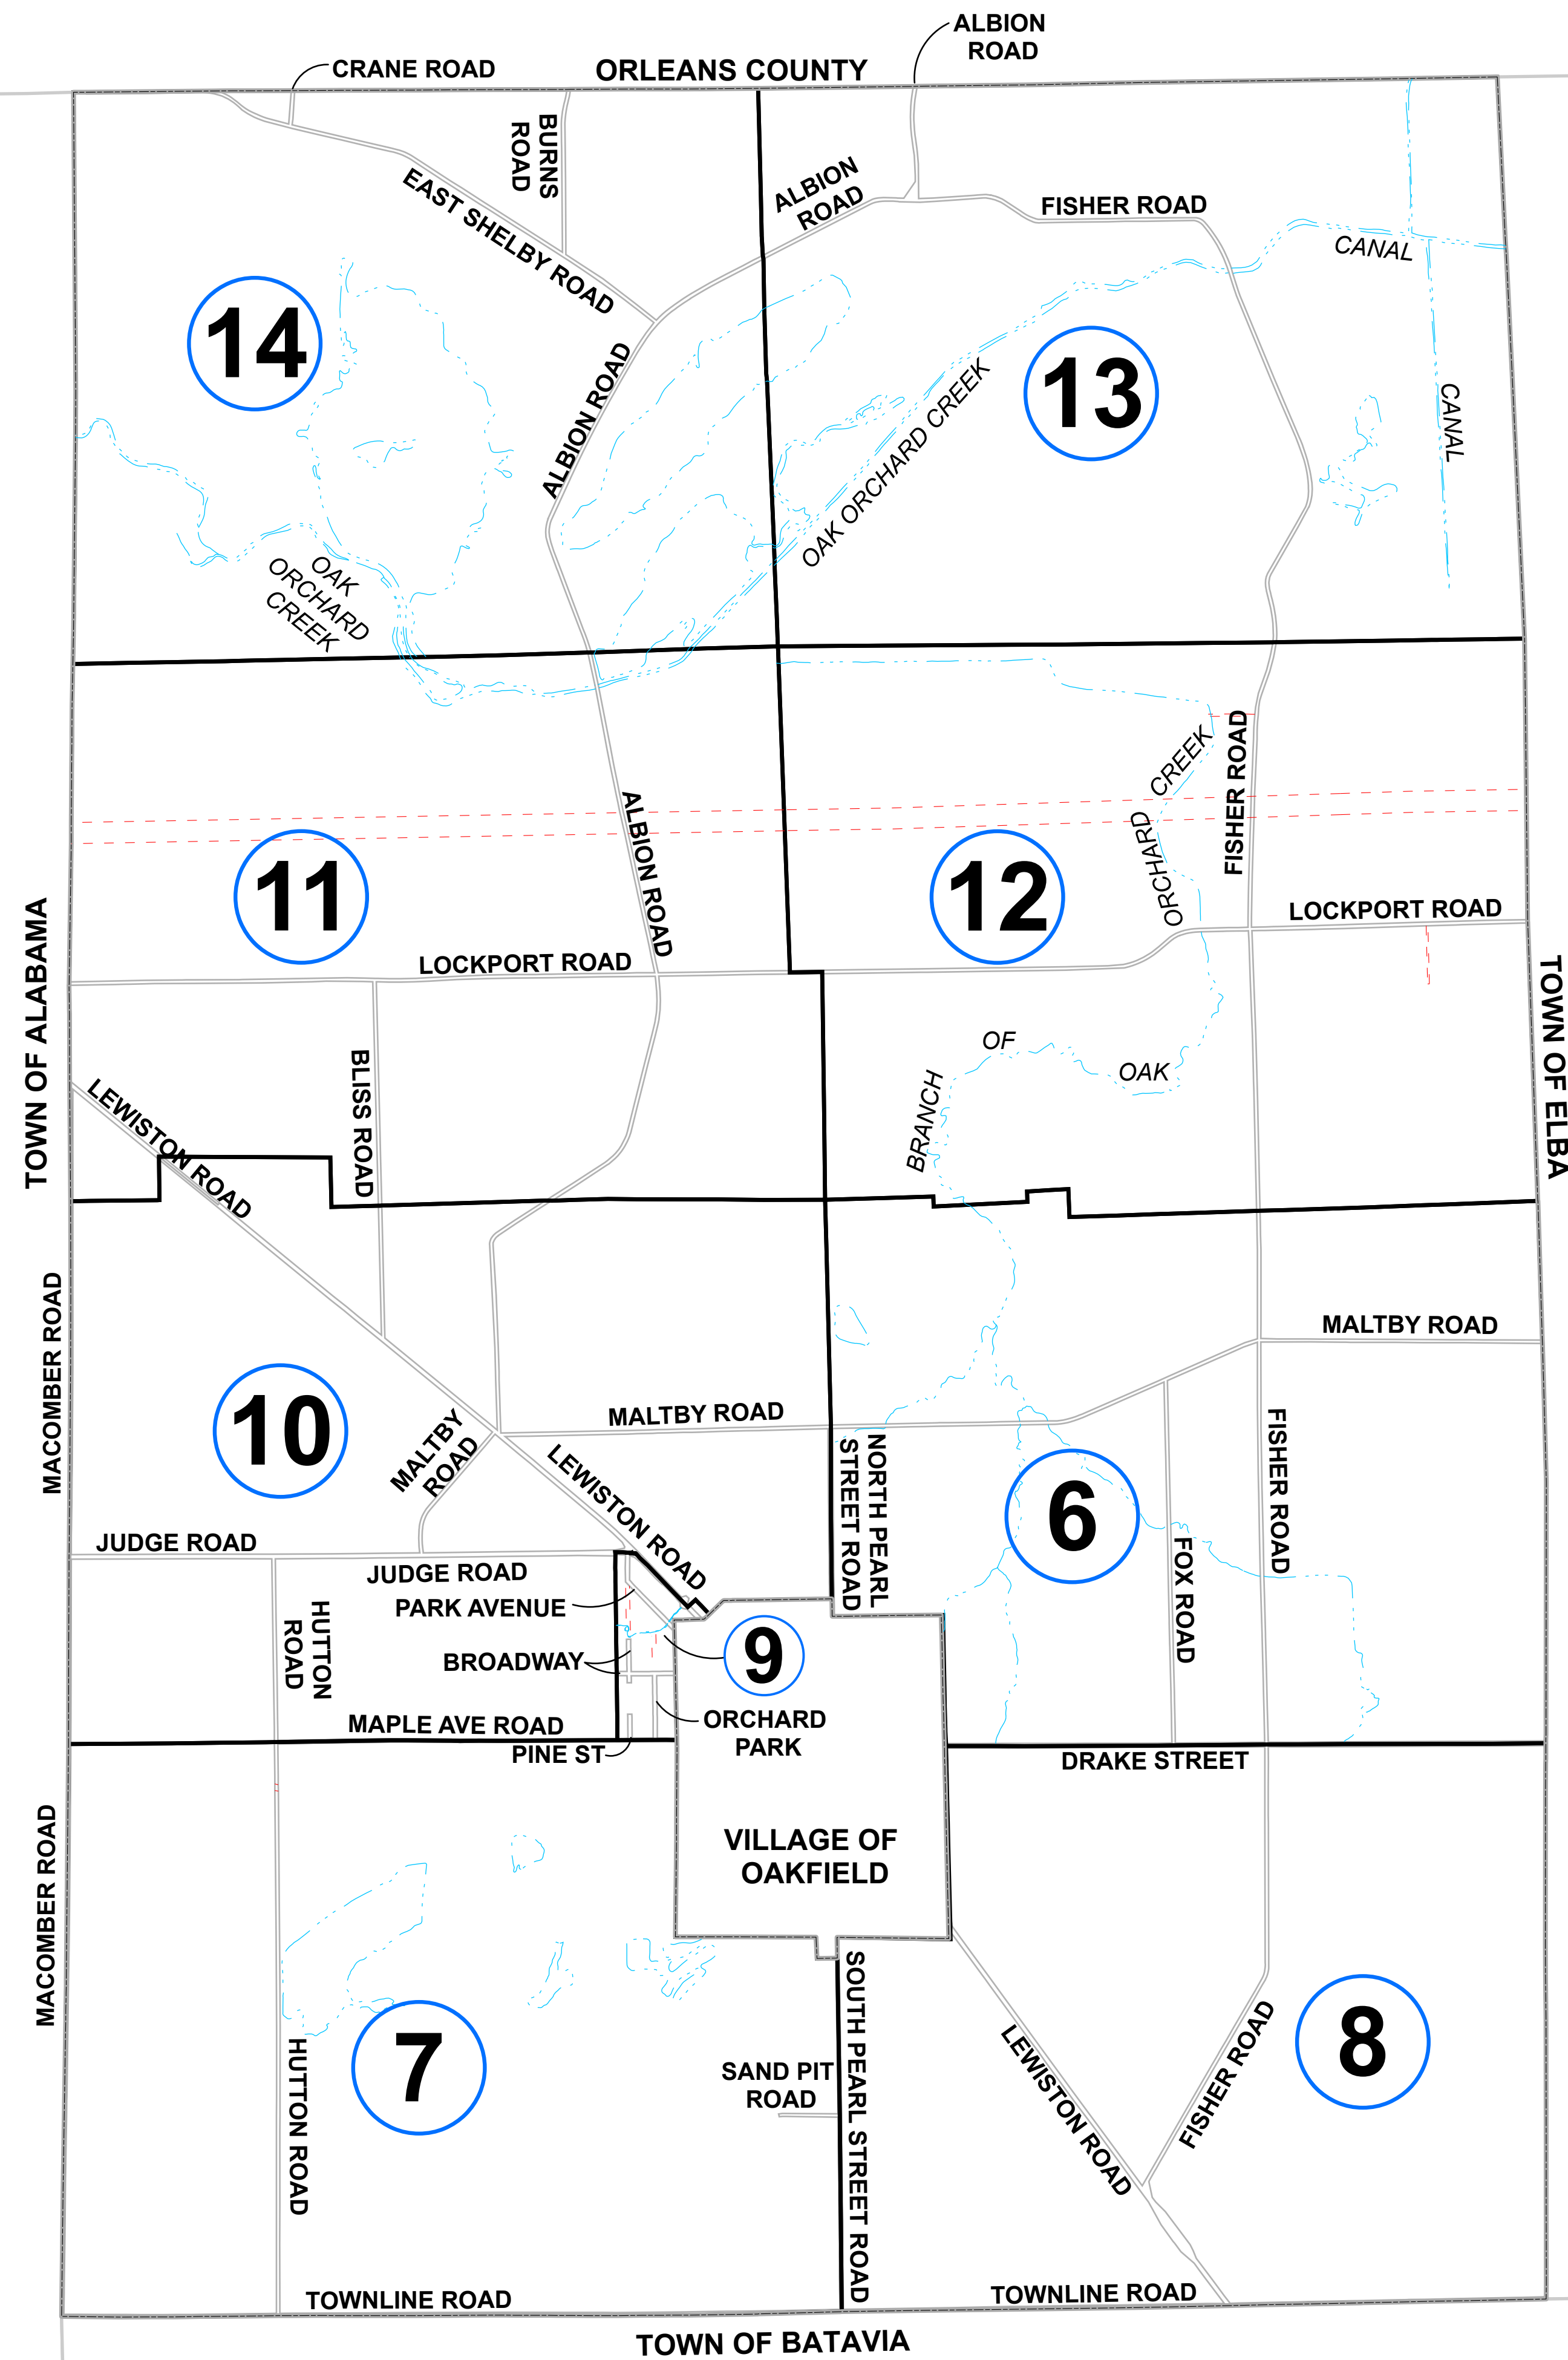 ALBION
ROAD
CRANE ROAD
ORLEANS COUNTY
BURNS
ROAD
EAST SHELBY ROAD
ALBION
ROAD
FISHER ROAD
CANAL
14
13
ALBION ROAD
OAK ORCHARD CREEK
CANAL
OAK
ORCHARD
CREEK
CREEK
FISHER ROAD
ALBION ROAD
ORCHARD
11
12
LOCKPORT ROAD
LOCKPORT ROAD
TOWN OF ALABAMA
TOWN OF ELBA
OF
OAK
BRANCH
BLISS ROAD
LEWISTON ROAD
MACOMBER ROAD
MALTBY ROAD
10
MALTBY
ROAD
MALTBY ROAD
LEWISTON ROAD
NORTH PEARL
STREET ROAD
6
FISHER ROAD
FOX ROAD
JUDGE ROAD
JUDGE ROAD
PARK AVENUE
HUTTON
ROAD
BROADWAY
9
MAPLE AVE ROAD
ORCHARD
PARK
PINE ST
DRAKE STREET
MACOMBER ROAD
VILLAGE OF
OAKFIELD
7
8
HUTTON ROAD
SAND PIT
ROAD
SOUTH PEARL STREET ROAD
LEWISTON ROAD
FISHER ROAD
TOWNLINE ROAD
TOWNLINE ROAD
TOWN OF BATAVIA